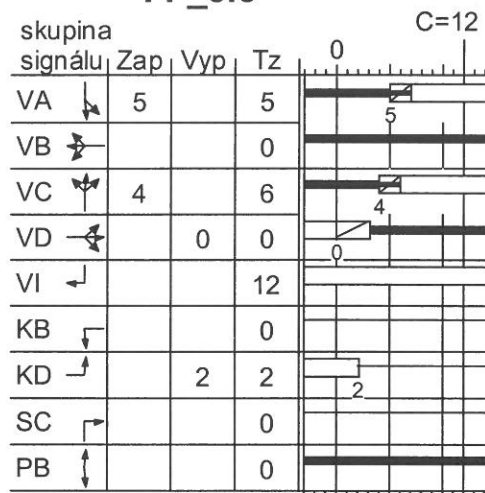 C=12
skupina
signálu Zap Vyp Tz 0
VA 5 5 5
VB 0
VC 4 6 4
VD 0 0 0
VI 12
KB 0
KD 2 2 2
SC 0
PB 0